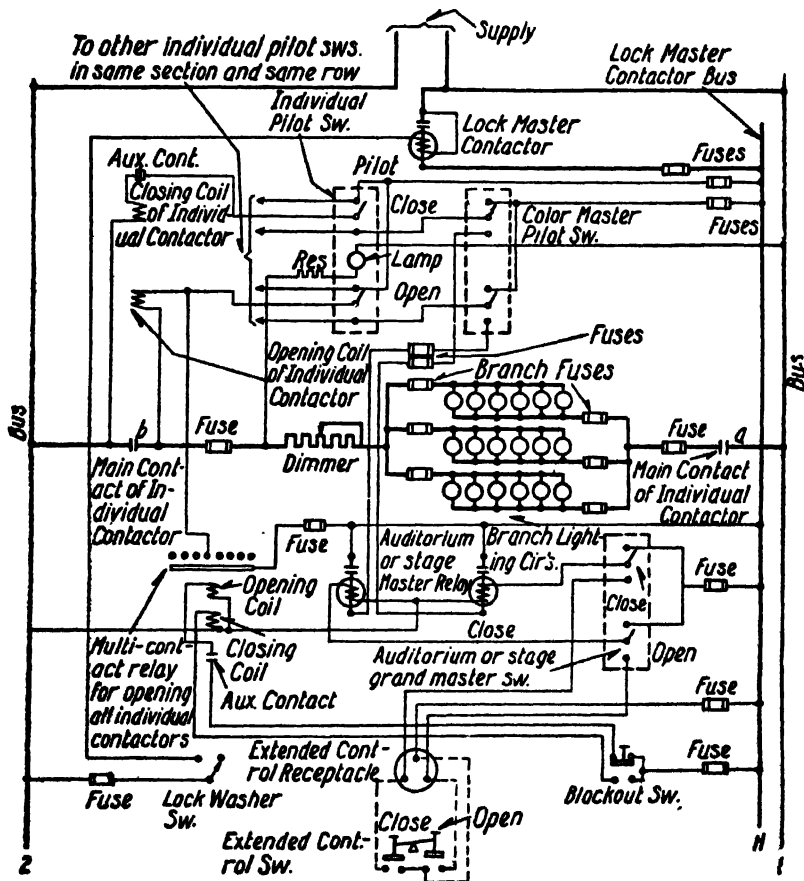 Supply
To other individual pilot sws.
in same section and same row
Individual
Pilot Sw.
Lock Master
Contactor Bus
Lock Master
Contactor
Fuses
Aux. Cont.
Closing Coil
of Individ-
ual Contactor
Pilot
Close
Color Master
Pilot Sw.
Fuses
Res
Lamp
Open
Opening Coil
of Individual
Contactor
Fuses
Branch Fuses
Bus
Bus
b
Fuse
Dimmer
Fuse
a
Main Cont-
act of In-
dividual
Contactor
Main Contact
of Individual
Contactor
Fuse
Auditorium
or stage
Master Relay
Branch Light-
ing Cir's.
Opening
Coil
Close
Fuse
Close
Multi-cont-
act relay
for opening
all individual
contactors
Closing
Coil
Aux. Contact
Auditorium or stage
grand master sw.
Open
Fuse
Extended Cont-
rol Receptacle
Fuse
Fuse
Lock Washer
Sw.
Blackout Sw.
Close
Open
Extended Cont-
rol Sw.
2
N
1